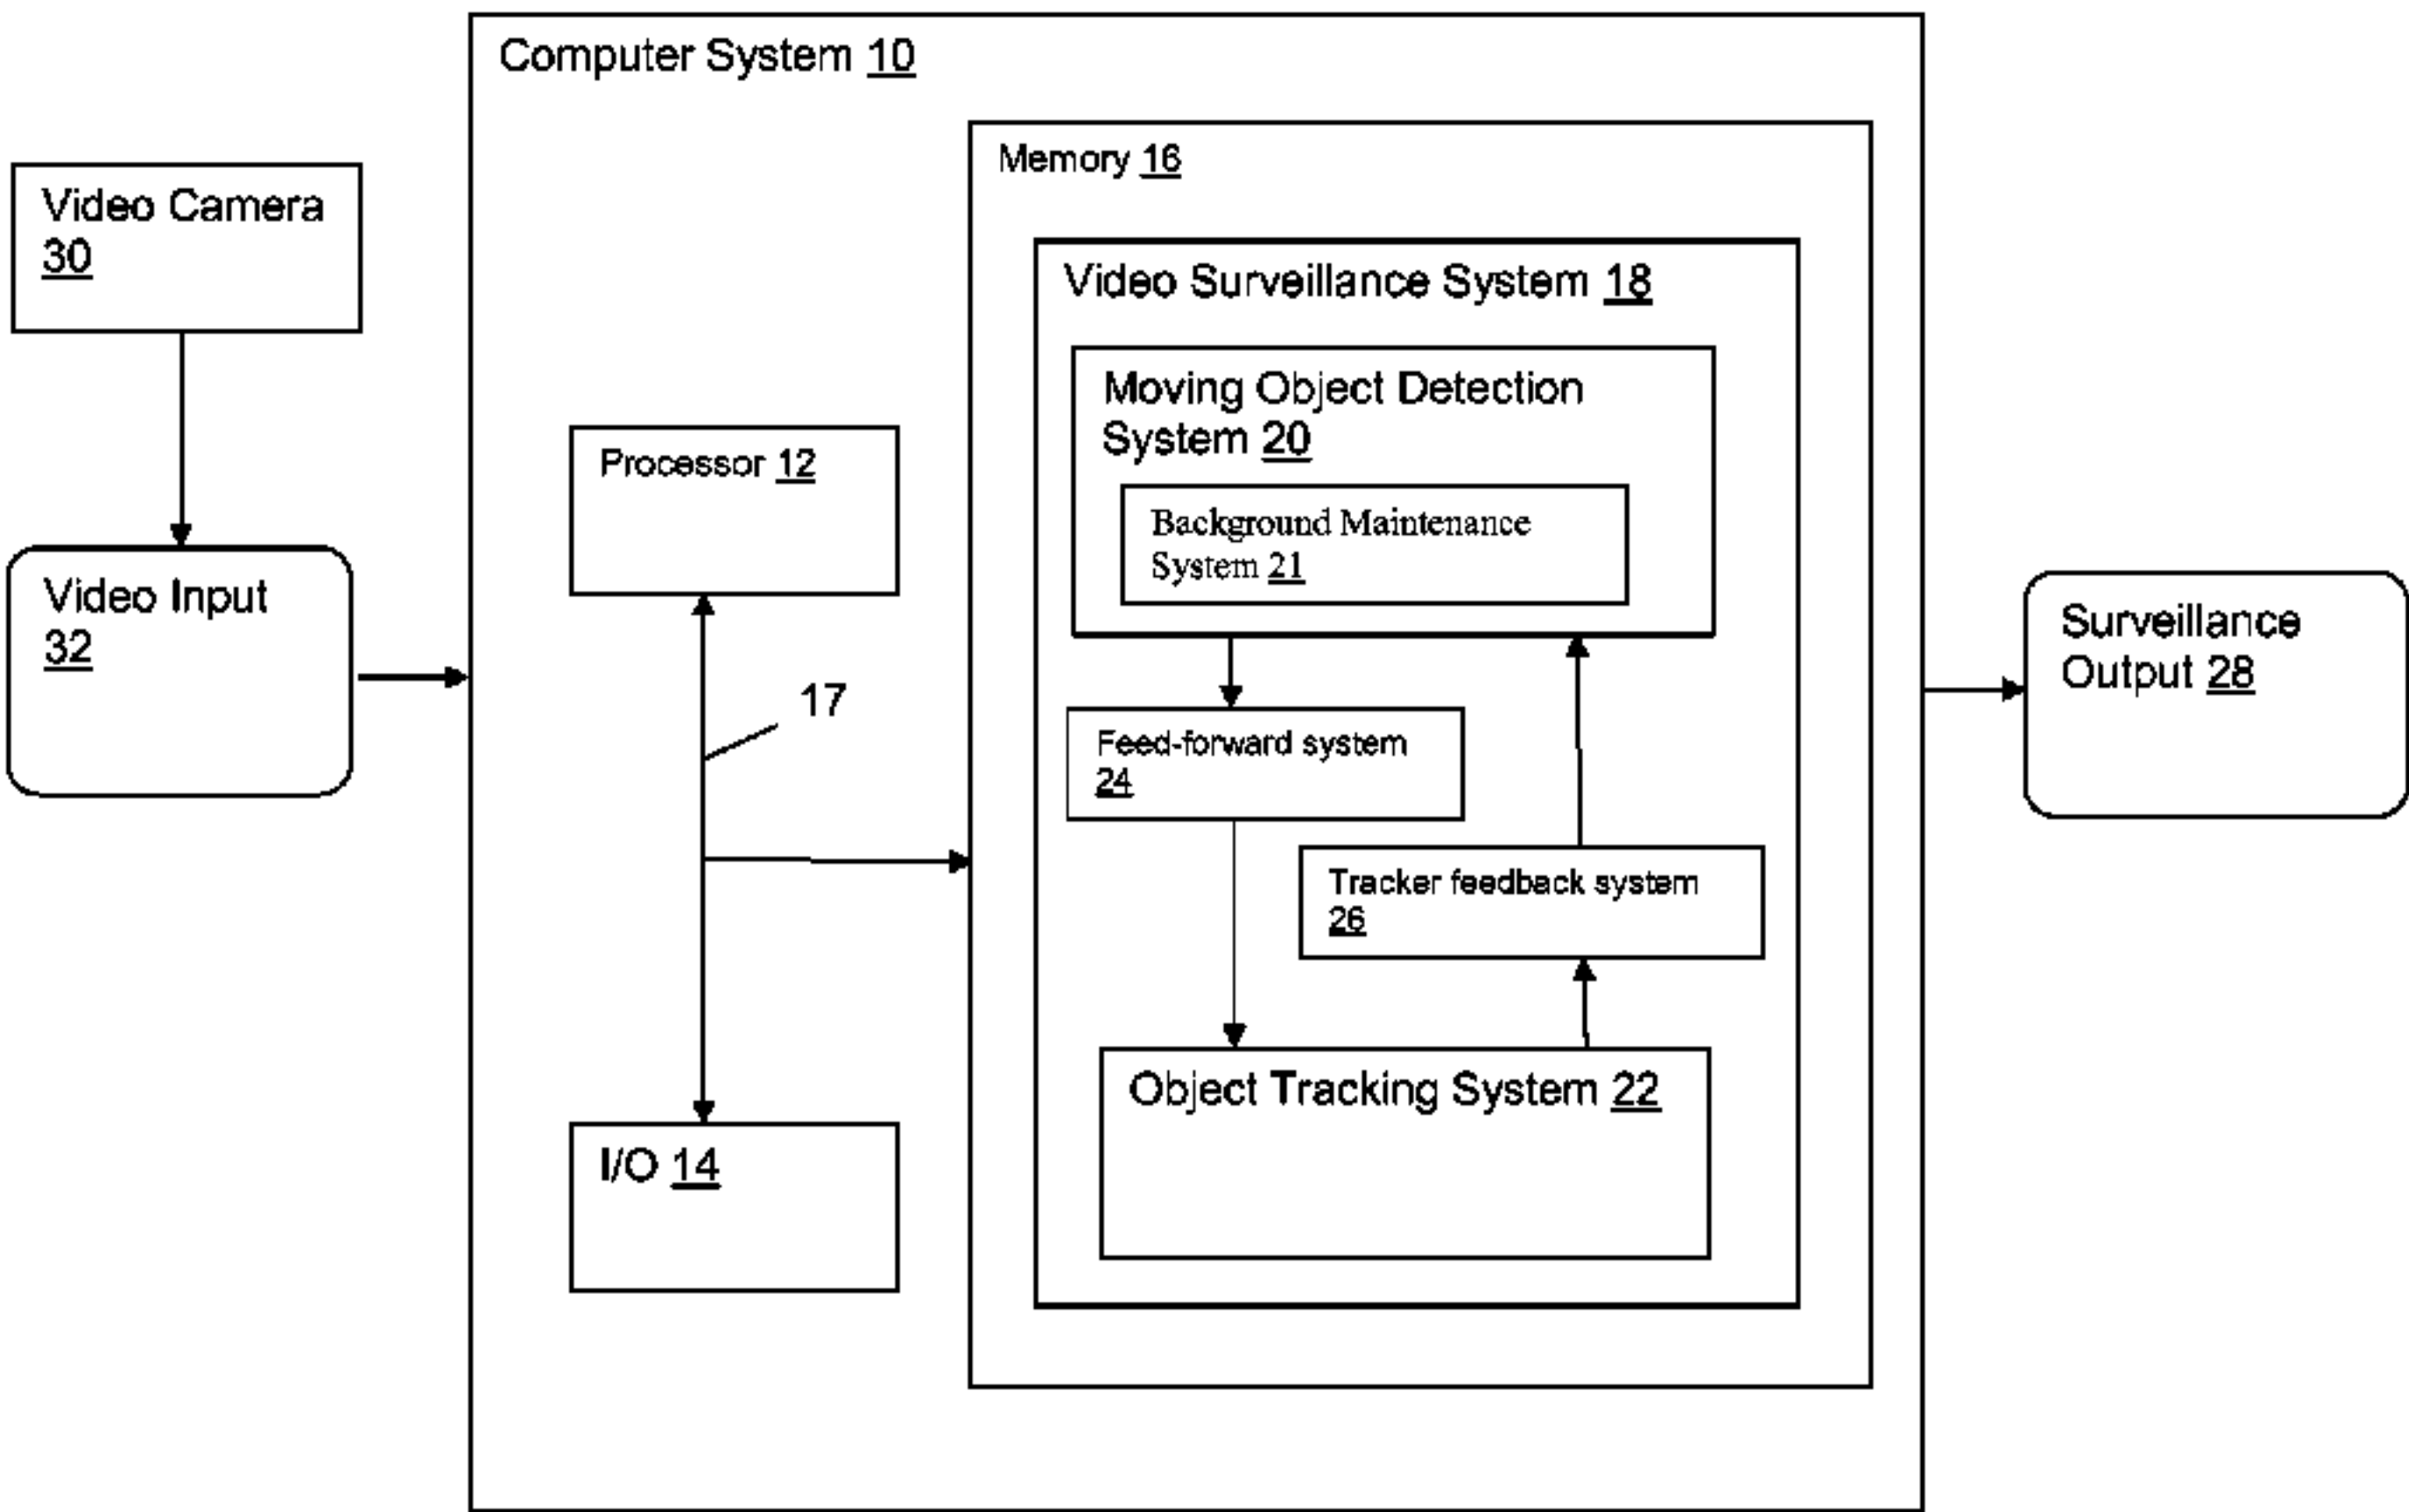 Computer System 10
Memory 16
Video Camera
30
Video Surveillance System 18
Moving Object Detection
System 20
Processor 12
Background Maintenance
System 21
Video Input
32
Surveillance
Output 28
17
Feed-forward system
24
Tracker feedback system
26
Object Tracking System 22
I/O 14